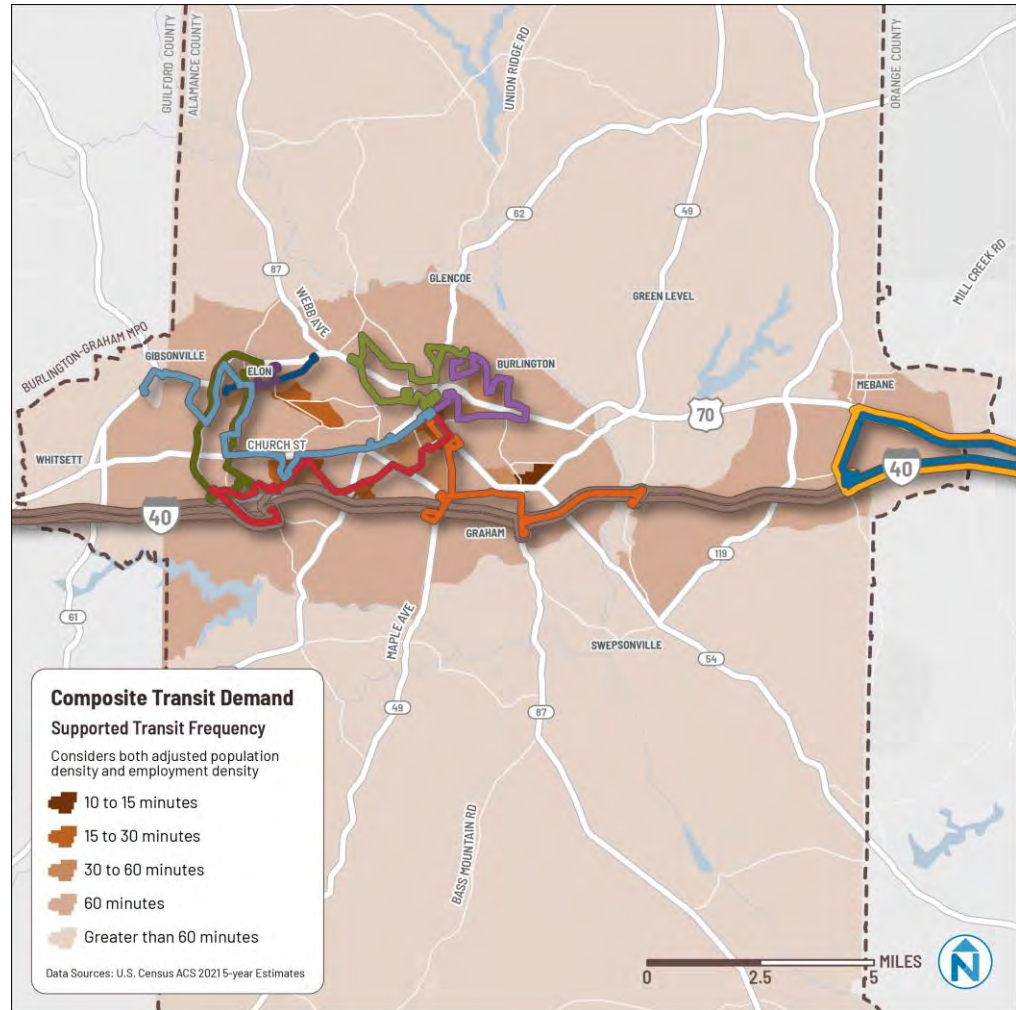 GUILFORD COUNTY
ALAMANCE COUNTY
UNION RIDGE RD
ORANGE COUNTY
62
49
MILL CREEK RD
87
WEBB AVE
GLENCOE
GREEN LEVEL
BURLINGTON-GRAHAM MPO
GIBSONVILLE
ELON
BURLINGTON
MEBANE
70
CHURCH ST
WHITSETT
40
40
GRAHAM
119
61
MAPLE AVE
SWEPSONVILLE
54
49
87
BASS MOUNTAIN RD
Composite Transit Demand
Supported Transit Frequency
Considers both adjusted population
density and employment density
10 to 15 minutes
15 to 30 minutes
30 to 60 minutes
60 minutes
Greater than 60 minutes
Data Sources: U.S. Census ACS 2021 5-year Estimates
MILES
0 2.5 5
N